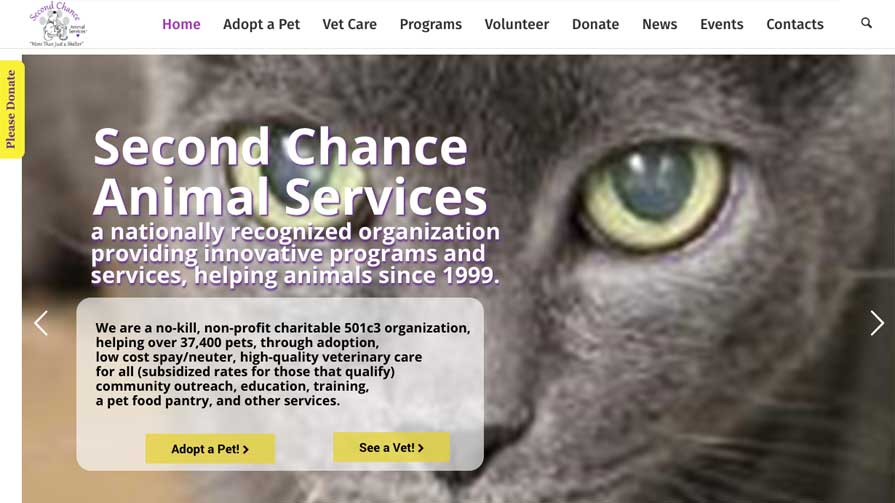 Second Chance
Animal Services
"More Than Just a Shelter"
Home Adopt a Pet Vet Care Programs Volunteer Donate News Events Contacts
Please Donate
Second Chance
Animal Services
a nationally recognized organization
providing innovative programs and
services, helping animals since 1999.
We are a no-kill, non-profit charitable 501c3 organization,
helping over 37,400 pets, through adoption,
low cost spay/neuter, high-quality veterinary care
for all (subsidized rates for those that qualify)
community outreach, education, training,
a pet food pantry, and other services.
Adopt a Pet! See a Vet!